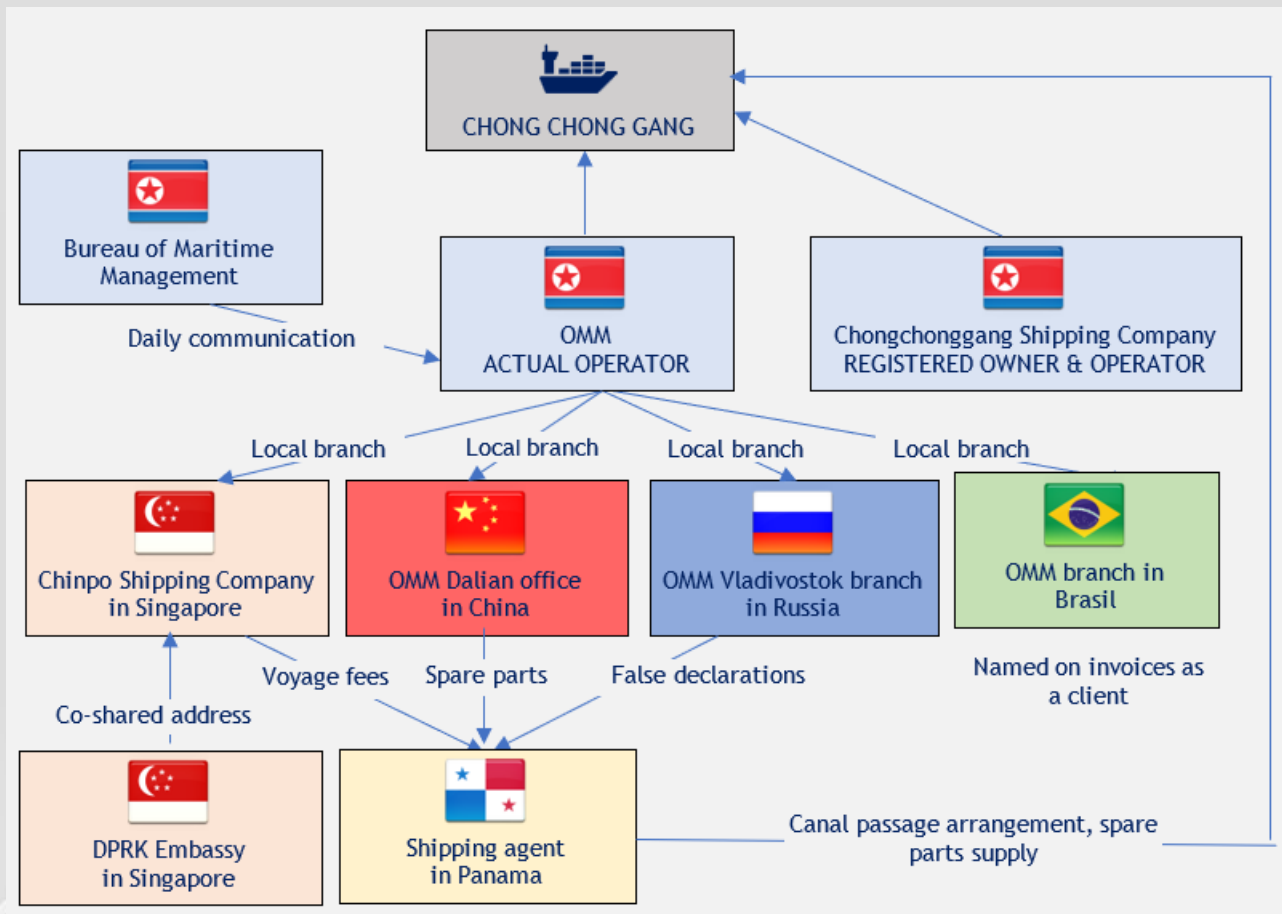 CHONG CHONG GANG
Bureau of Maritime
Management
Daily communication
OMM
ACTUAL OPERATOR
Chongchonggang Shipping Company
REGISTERED OWNER & OPERATOR
Local branch
Local branch
Local branch
Local branch
Chinpo Shipping Company
in Singapore
OMM Dalian office
in China
OMM Vladivostok branch
in Russia
OMM branch in
Brasil
Voyage fees
Spare parts
False declarations
Named on invoices as
a client
Co-shared address
DPRK Embassy
in Singapore
Shipping agent
in Panama
Canal passage arrangement, spare
parts supply